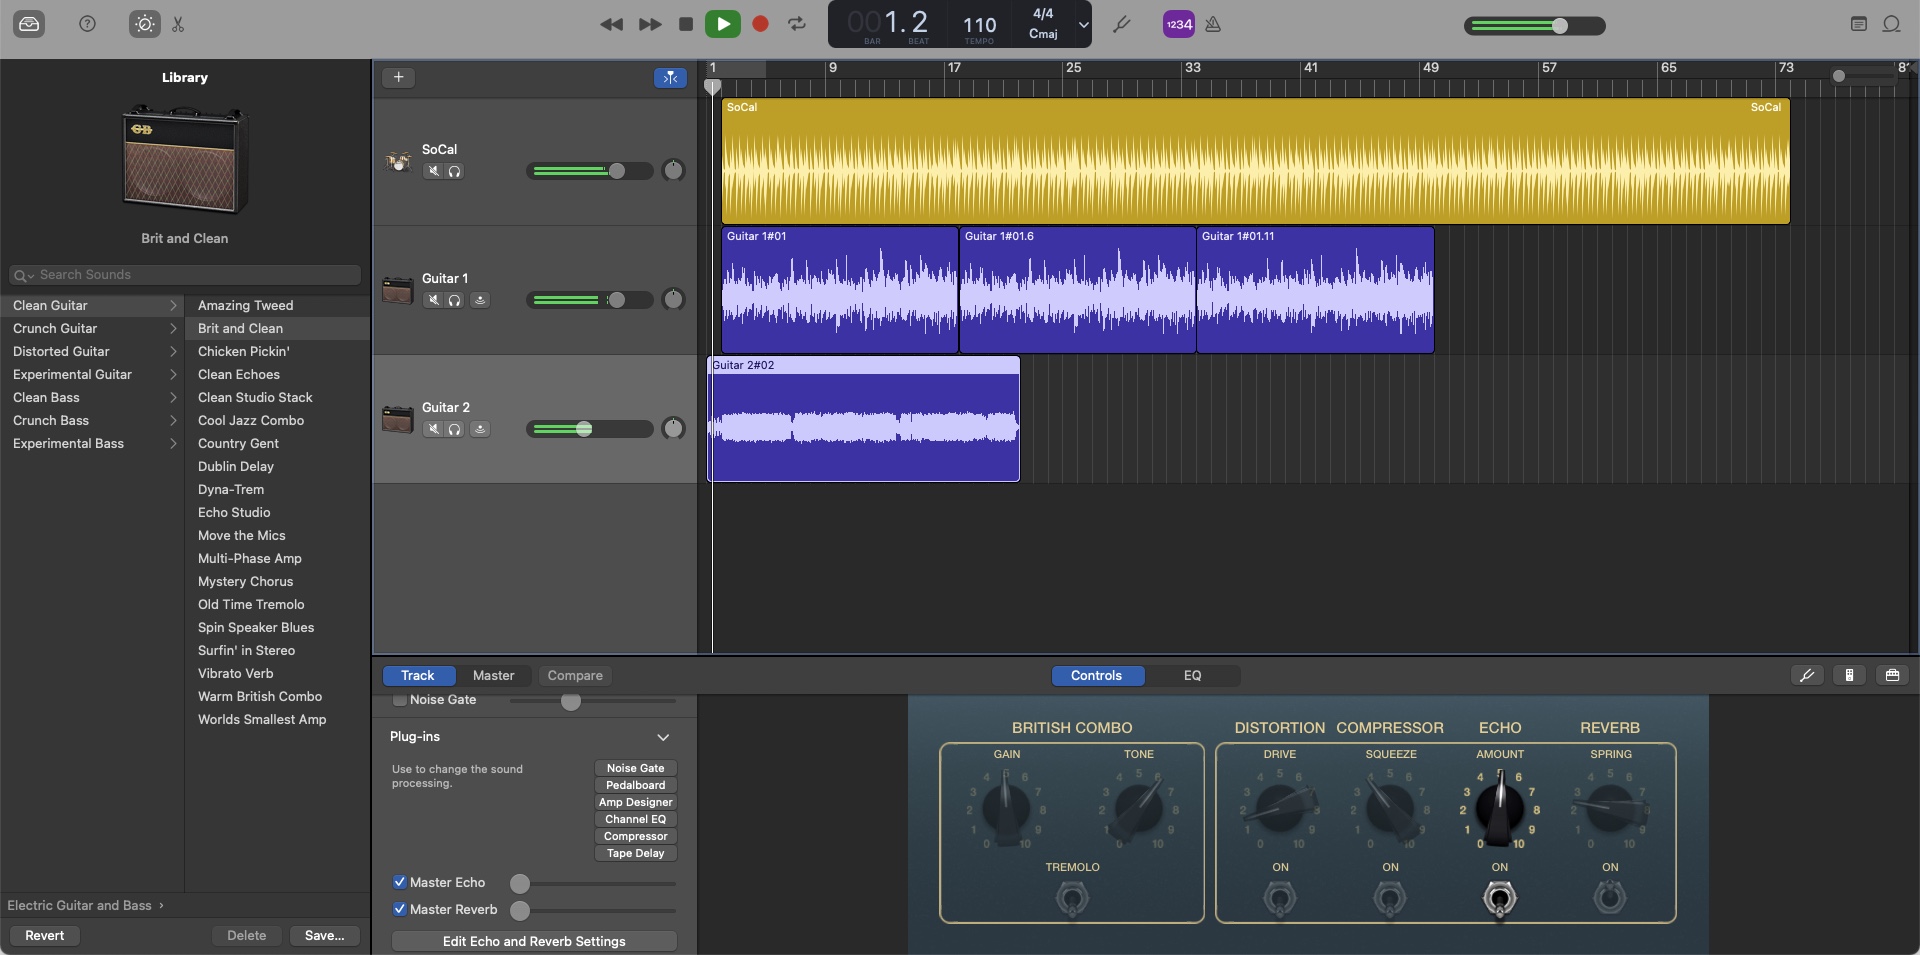 001.2
BAR
BEAT
110
TEMPO
4/4
Cmaj
1234
Library
GB
Brit and Clean
Search Sounds
Clean Guitar
Crunch Guitar
Distorted Guitar
Experimental Guitar
Clean Bass
Crunch Bass
Experimental Bass
Amazing Tweed
Brit and Clean
Chicken Pickin'
Clean Echoes
Clean Studio Stack
Cool Jazz Combo
Country Gent
Dublin Delay
Dyna-Trem
Echo Studio
Move the Mics
Multi-Phase Amp
Mystery Chorus
Old Time Tremolo
Spin Speaker Blues
Surfin' in Stereo
Vibrato Verb
Warm British Combo
Worlds Smallest Amp
Electric Guitar and Bass
Revert
Delete
Save...
1 9 17 25 33 41 49 57 65 73
SoCal
Guitar 1
Guitar 2
SoCal SoCal
Guitar 1#01 Guitar 1#01.6 Guitar 1#01.11
Guitar 2#02
Track Master Compare
Controls EQ
Noise Gate
Plug-ins
Use to change the sound
processing.
Noise Gate
Pedalboard
Amp Designer
Channel EQ
Compressor
Tape Delay
Master Echo
Master Reverb
Edit Echo and Reverb Settings
BRITISH COMBO DISTORTION COMPRESSOR ECHO REVERB
GAIN TONE DRIVE SQUEEZE AMOUNT SPRING
TREMOLO ON ON ON ON